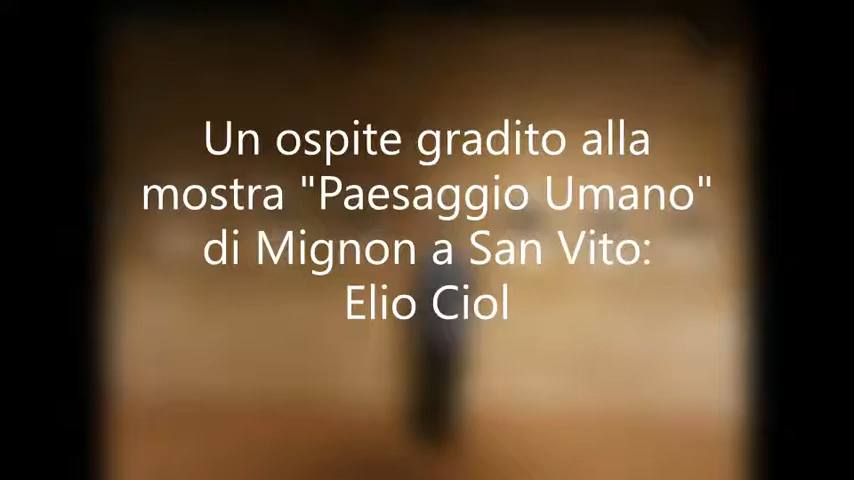 Un ospite gradito alla
mostra "Paesaggio Umano"
di Mignon a San Vito:
Elio Ciol